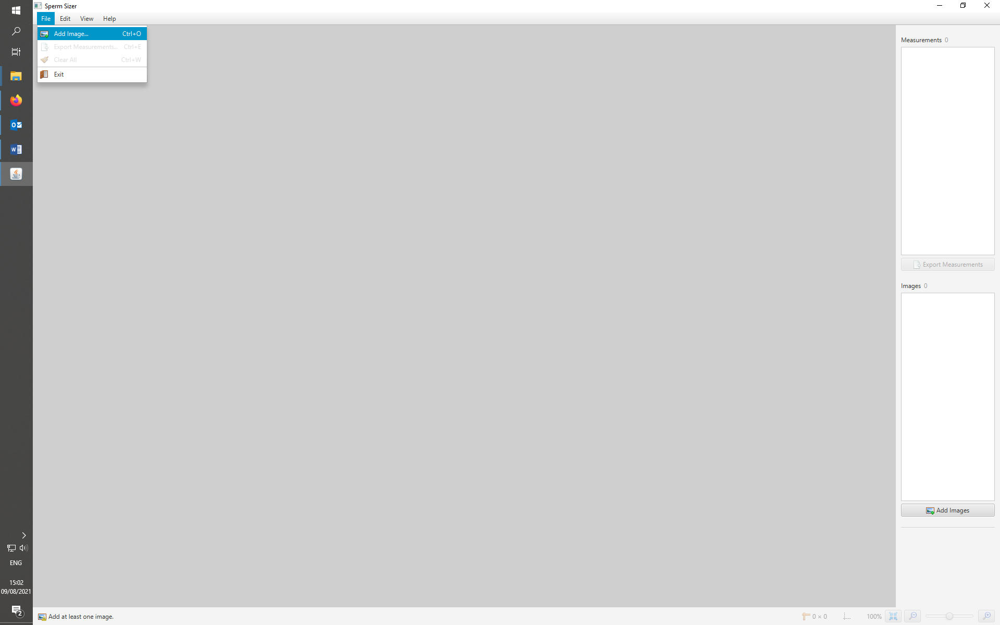 Sperm Sizer
File Edit View Help
Add Image... Ctrl+O
Export Measurements... Ctrl+E
Clear All Ctrl+W
Exit
Measurements 0
Export Measurements
Images 0
Add Images
ENG
15:02
09/08/2021
2
Add at least one image.
0 × 0
100%